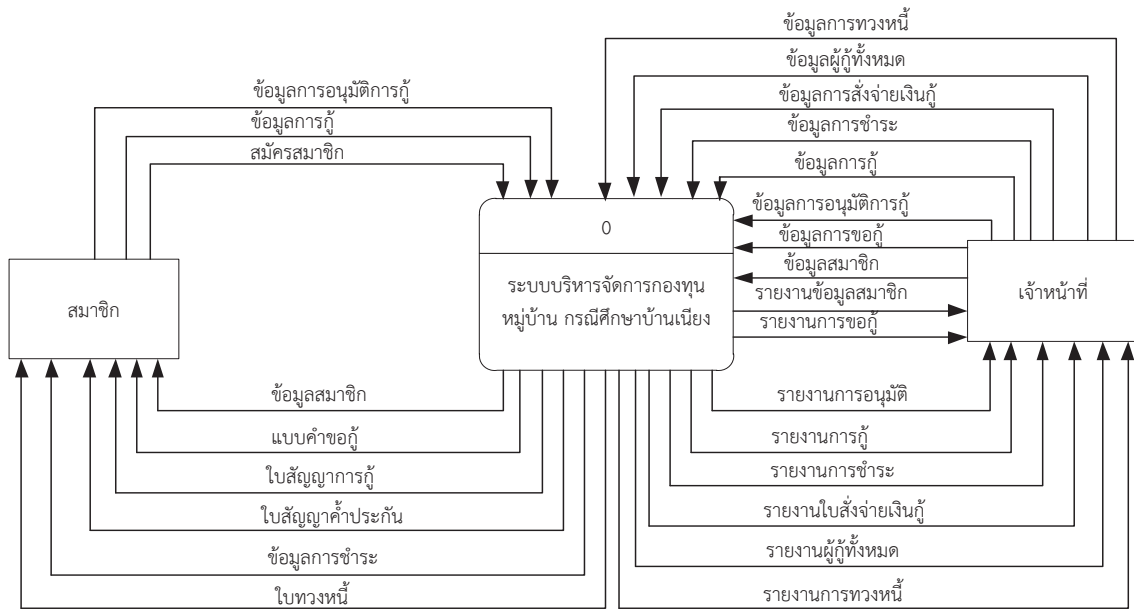 ข้อมูลการทวงหนี้
ข้อมูลผู้กู้ทั้งหมด
ข้อมูลการอนุมัติการกู้
ข้อมูลการสั่งจ่ายเงินกู้
ข้อมูลการกู้
ข้อมูลการชำระ
สมัครสมาชิก
ข้อมูลการกู้
ข้อมูลการอนุมัติการกู้
0
ข้อมูลการขอกู้
ข้อมูลสมาชิก
สมาชิก
ระบบบริหารจัดการกองทุน
หมู่บ้าน กรณีศึกษาบ้านเนียง
รายงานข้อมูลสมาชิก
เจ้าหน้าที่
รายงานการขอกู้
ข้อมูลสมาชิก
รายงานการอนุมัติ
แบบคำขอกู้
รายงานการกู้
ใบสัญญาการกู้
รายงานการชำระ
ใบสัญญาค้ำประกัน
รายงานใบสั่งจ่ายเงินกู้
ข้อมูลการชำระ
รายงานผู้กู้ทั้งหมด
ใบทวงหนี้
รายงานการทวงหนี้